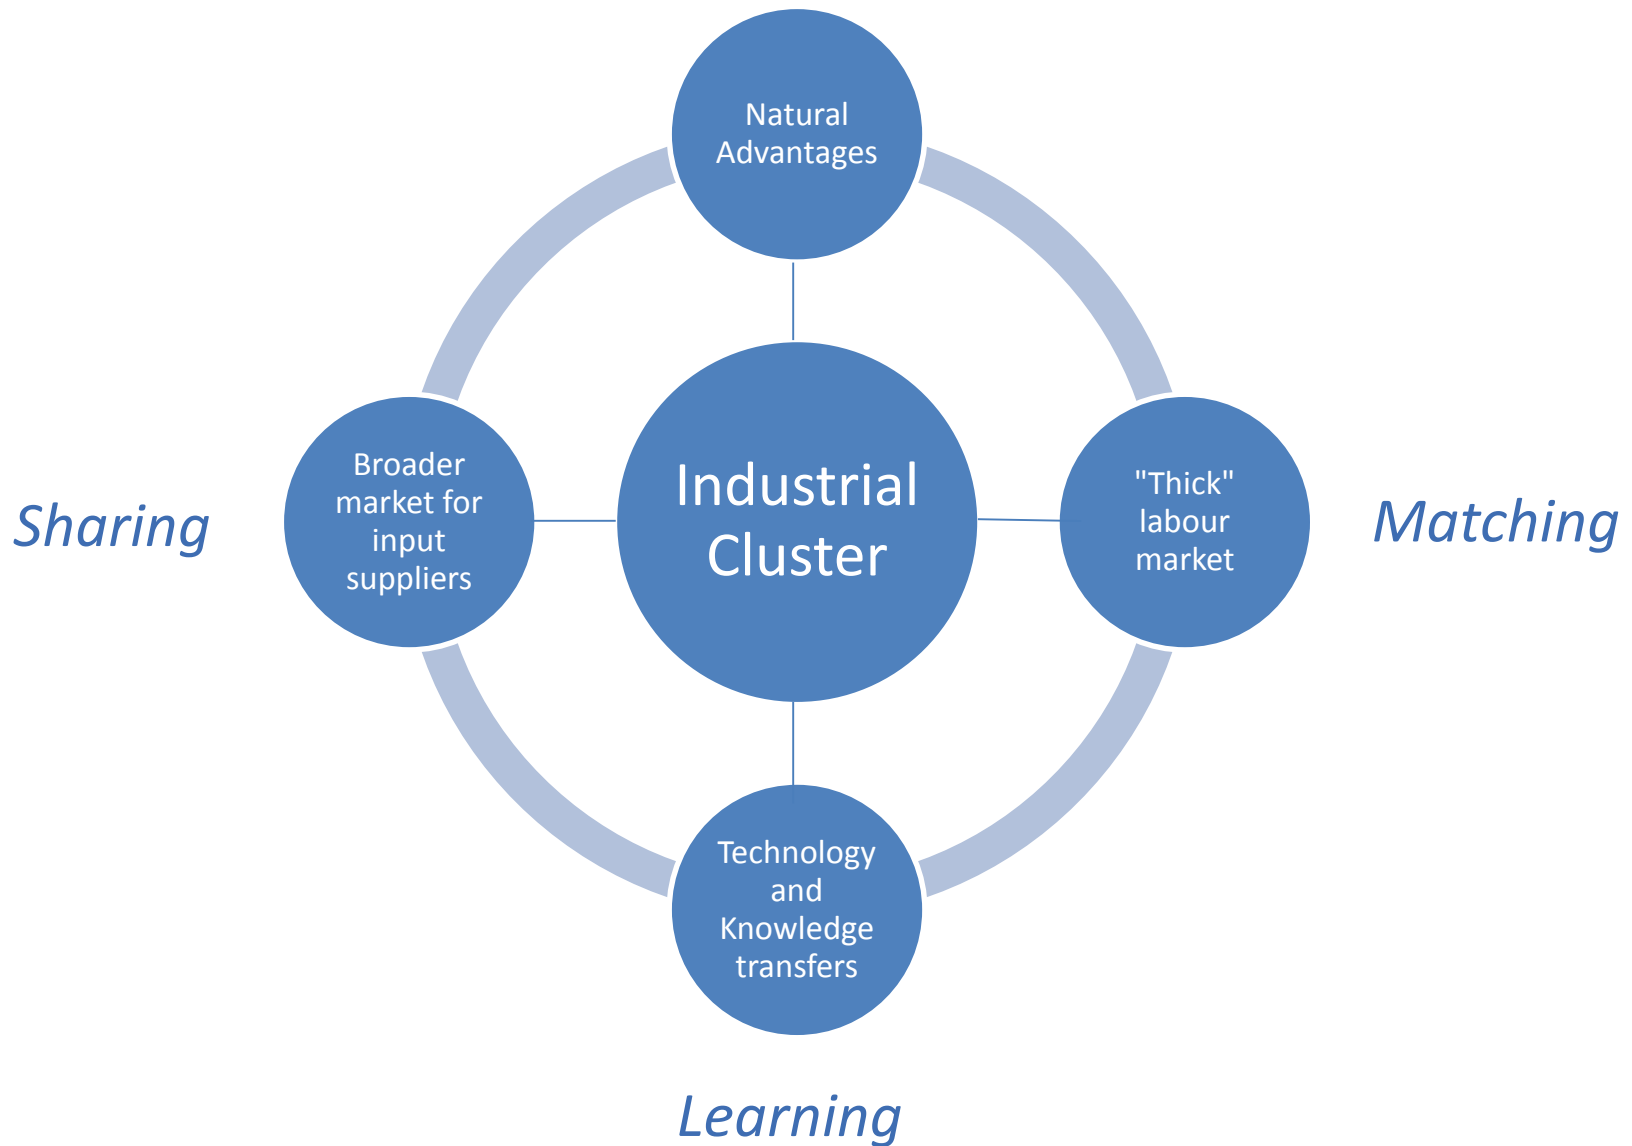 Natural
Advantages
Sharing
Broader
market for
input
suppliers
Industrial
Cluster
"Thick"
labour
market
Matching
Technology
and
Knowledge
transfers
Learning